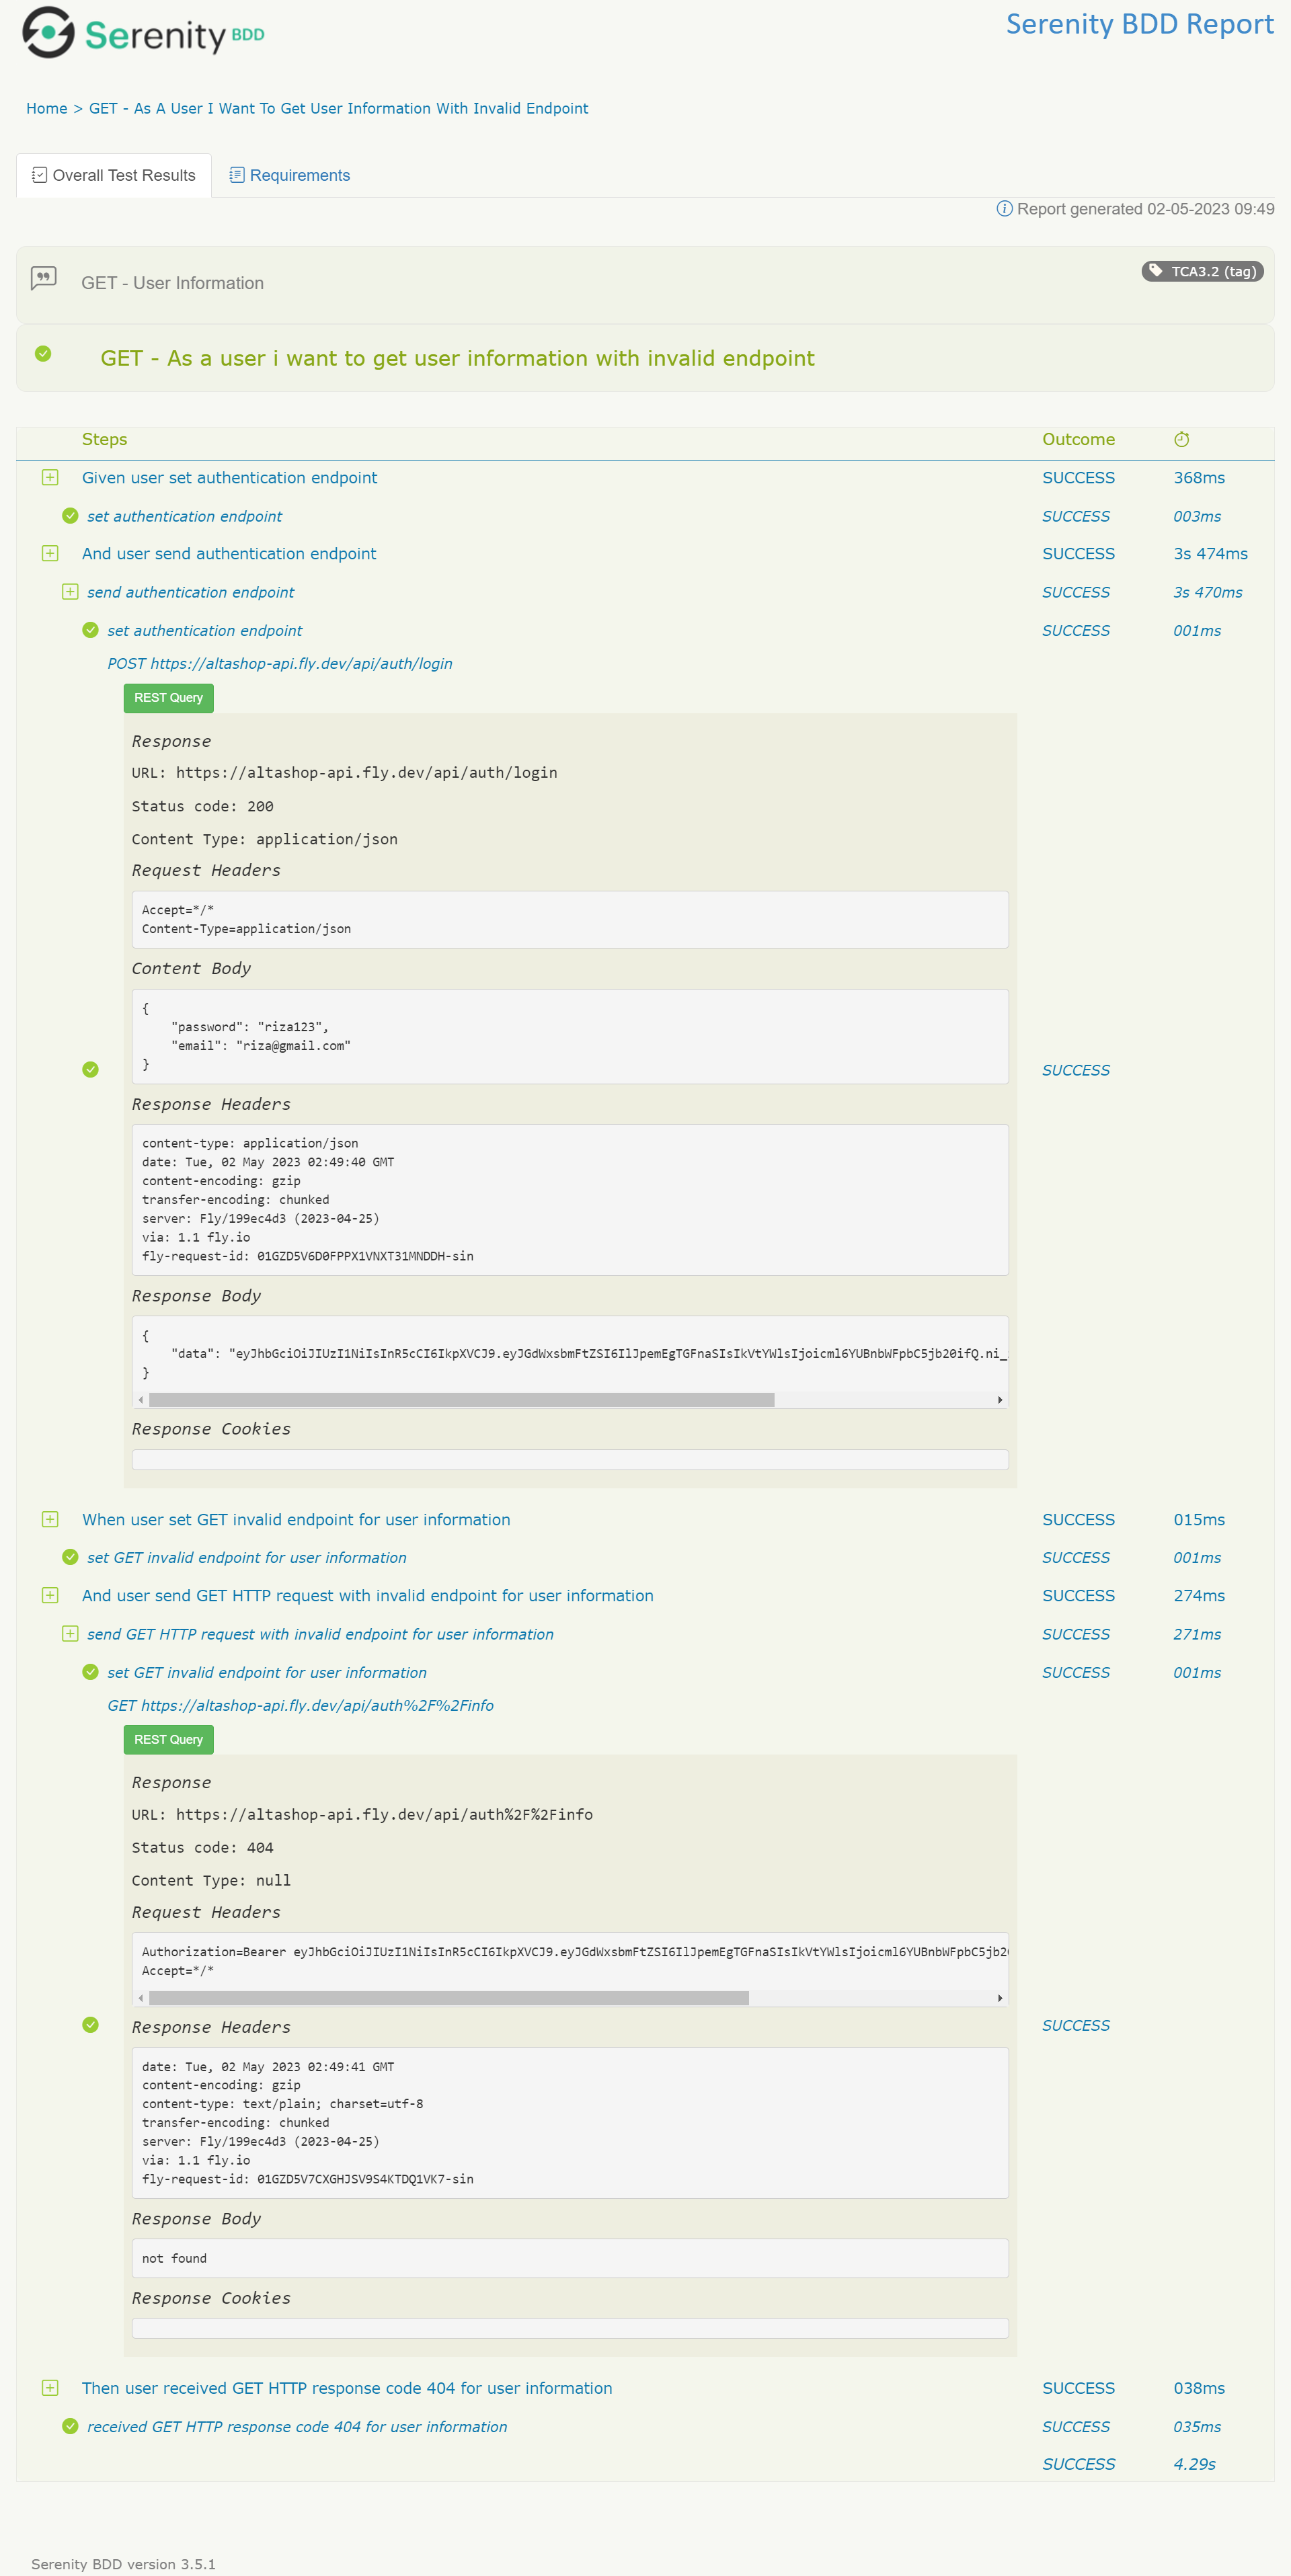 Serenity BDD
Serenity BDD Report
Home > GET - As A User I Want To Get User Information With Invalid Endpoint
Overall Test Results
Requirements
Report generated 02-05-2023 09:49
GET - User Information
TCA3.2 (tag)
GET - As a user i want to get user information with invalid endpoint
Steps Outcome
Given user set authentication endpoint SUCCESS 368ms
set authentication endpoint SUCCESS 003ms
And user send authentication endpoint SUCCESS 3s 474ms
send authentication endpoint SUCCESS 3s 470ms
set authentication endpoint SUCCESS 001ms
POST https://altashop-api.fly.dev/api/auth/login
REST Query
Response
URL: https://altashop-api.fly.dev/api/auth/login
Status code: 200
Content Type: application/json
Request Headers
Accept=*/*
Content-Type=application/json
Content Body
{
"password": "riza123",
"email": "riza@gmail.com"
}
SUCCESS
Response Headers
content-type: application/json
date: Tue, 02 May 2023 02:49:40 GMT
content-encoding: gzip
transfer-encoding: chunked
server: Fly/199ec4d3 (2023-04-25)
via: 1.1 fly.io
fly-request-id: 01GZD5V6D0FPPX1VNXT31MNDDH-sin
Response Body
{
"data": "eyJhbGciOiJIUzI1NiIsInR5cCI6IkpXVCJ9.eyJGdWxsbmFtZSI6IlJpemEgTGFnaSIsIkVtYWlsIjoicml6YUBnbWFpbC5jb20ifQ.ni_
}
Response Cookies
When user set GET invalid endpoint for user information SUCCESS 015ms
set GET invalid endpoint for user information SUCCESS 001ms
And user send GET HTTP request with invalid endpoint for user information SUCCESS 274ms
send GET HTTP request with invalid endpoint for user information SUCCESS 271ms
set GET invalid endpoint for user information SUCCESS 001ms
GET https://altashop-api.fly.dev/api/auth%2F%2Finfo
REST Query
Response
URL: https://altashop-api.fly.dev/api/auth%2F%2Finfo
Status code: 404
Content Type: null
Request Headers
Authorization=Bearer eyJhbGciOiJIUzI1NiIsInR5cCI6IkpXVCJ9.eyJGdWxsbmFtZSI6IlJpemEgTGFnaSIsIkVtYWlsIjoicml6YUBnbWFpbC5jb20
Accept=*/*
SUCCESS
Response Headers
date: Tue, 02 May 2023 02:49:41 GMT
content-encoding: gzip
content-type: text/plain; charset=utf-8
transfer-encoding: chunked
server: Fly/199ec4d3 (2023-04-25)
via: 1.1 fly.io
fly-request-id: 01GZD5V7CXGHJSV9S4KTDQ1VK7-sin
Response Body
not found
Response Cookies
Then user received GET HTTP response code 404 for user information SUCCESS 038ms
received GET HTTP response code 404 for user information SUCCESS 035ms
SUCCESS 4.29s
Serenity BDD version 3.5.1